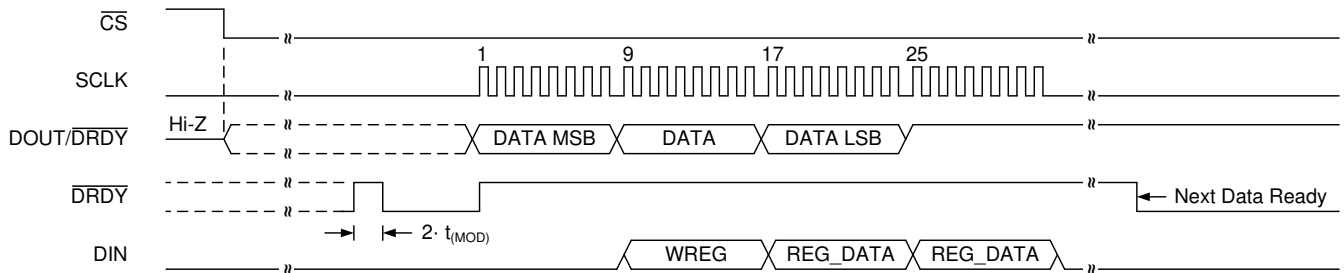 CS
1 9 17 25
SCLK
Hi-Z
DOUT/DRDY DATA MSB DATA DATA LSB
DRDY Next Data Ready
2· t(MOD)
DIN WREG REG_DATA REG_DATA